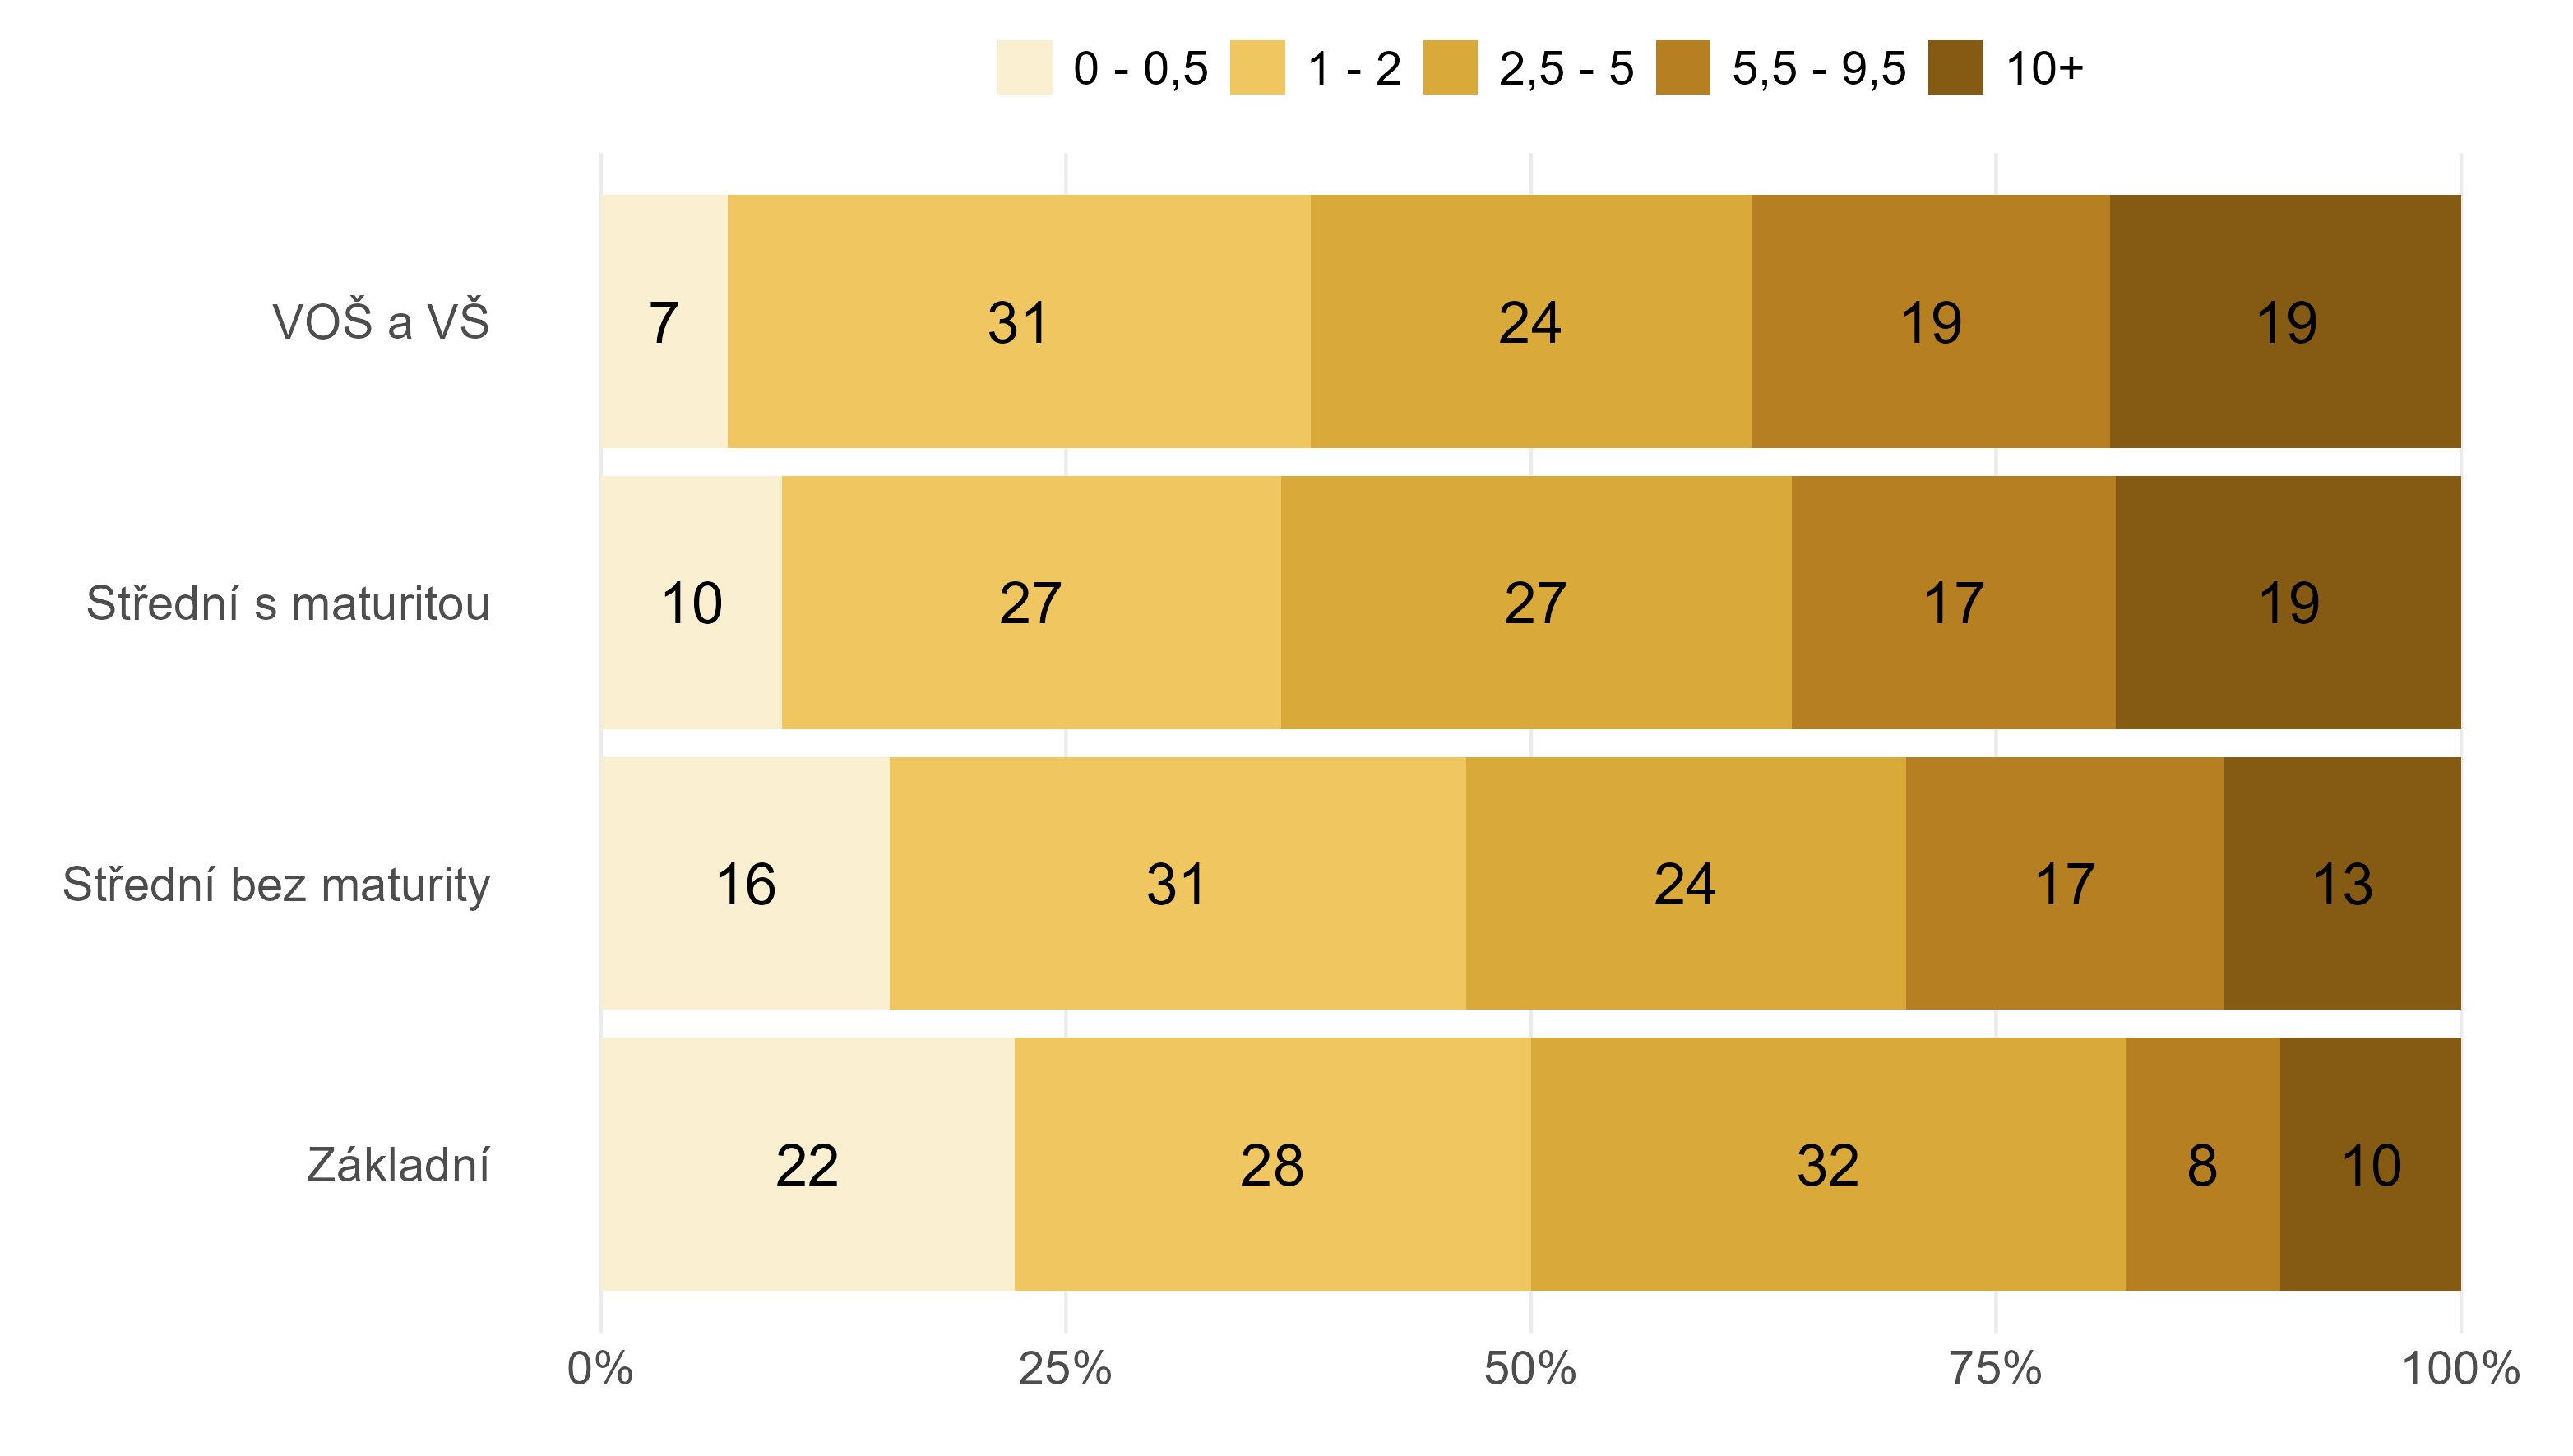 0 - 0,5 1 - 2 2,5 - 5 5,5 - 9,5 10+
VOŠ a VŠ 7 31 24 19 19
Střední s maturitou 10 27 27 17 19
Střední bez maturity 16 31 24 17 13
Základní 22 28 32 8 10
0% 25% 50% 75% 100%